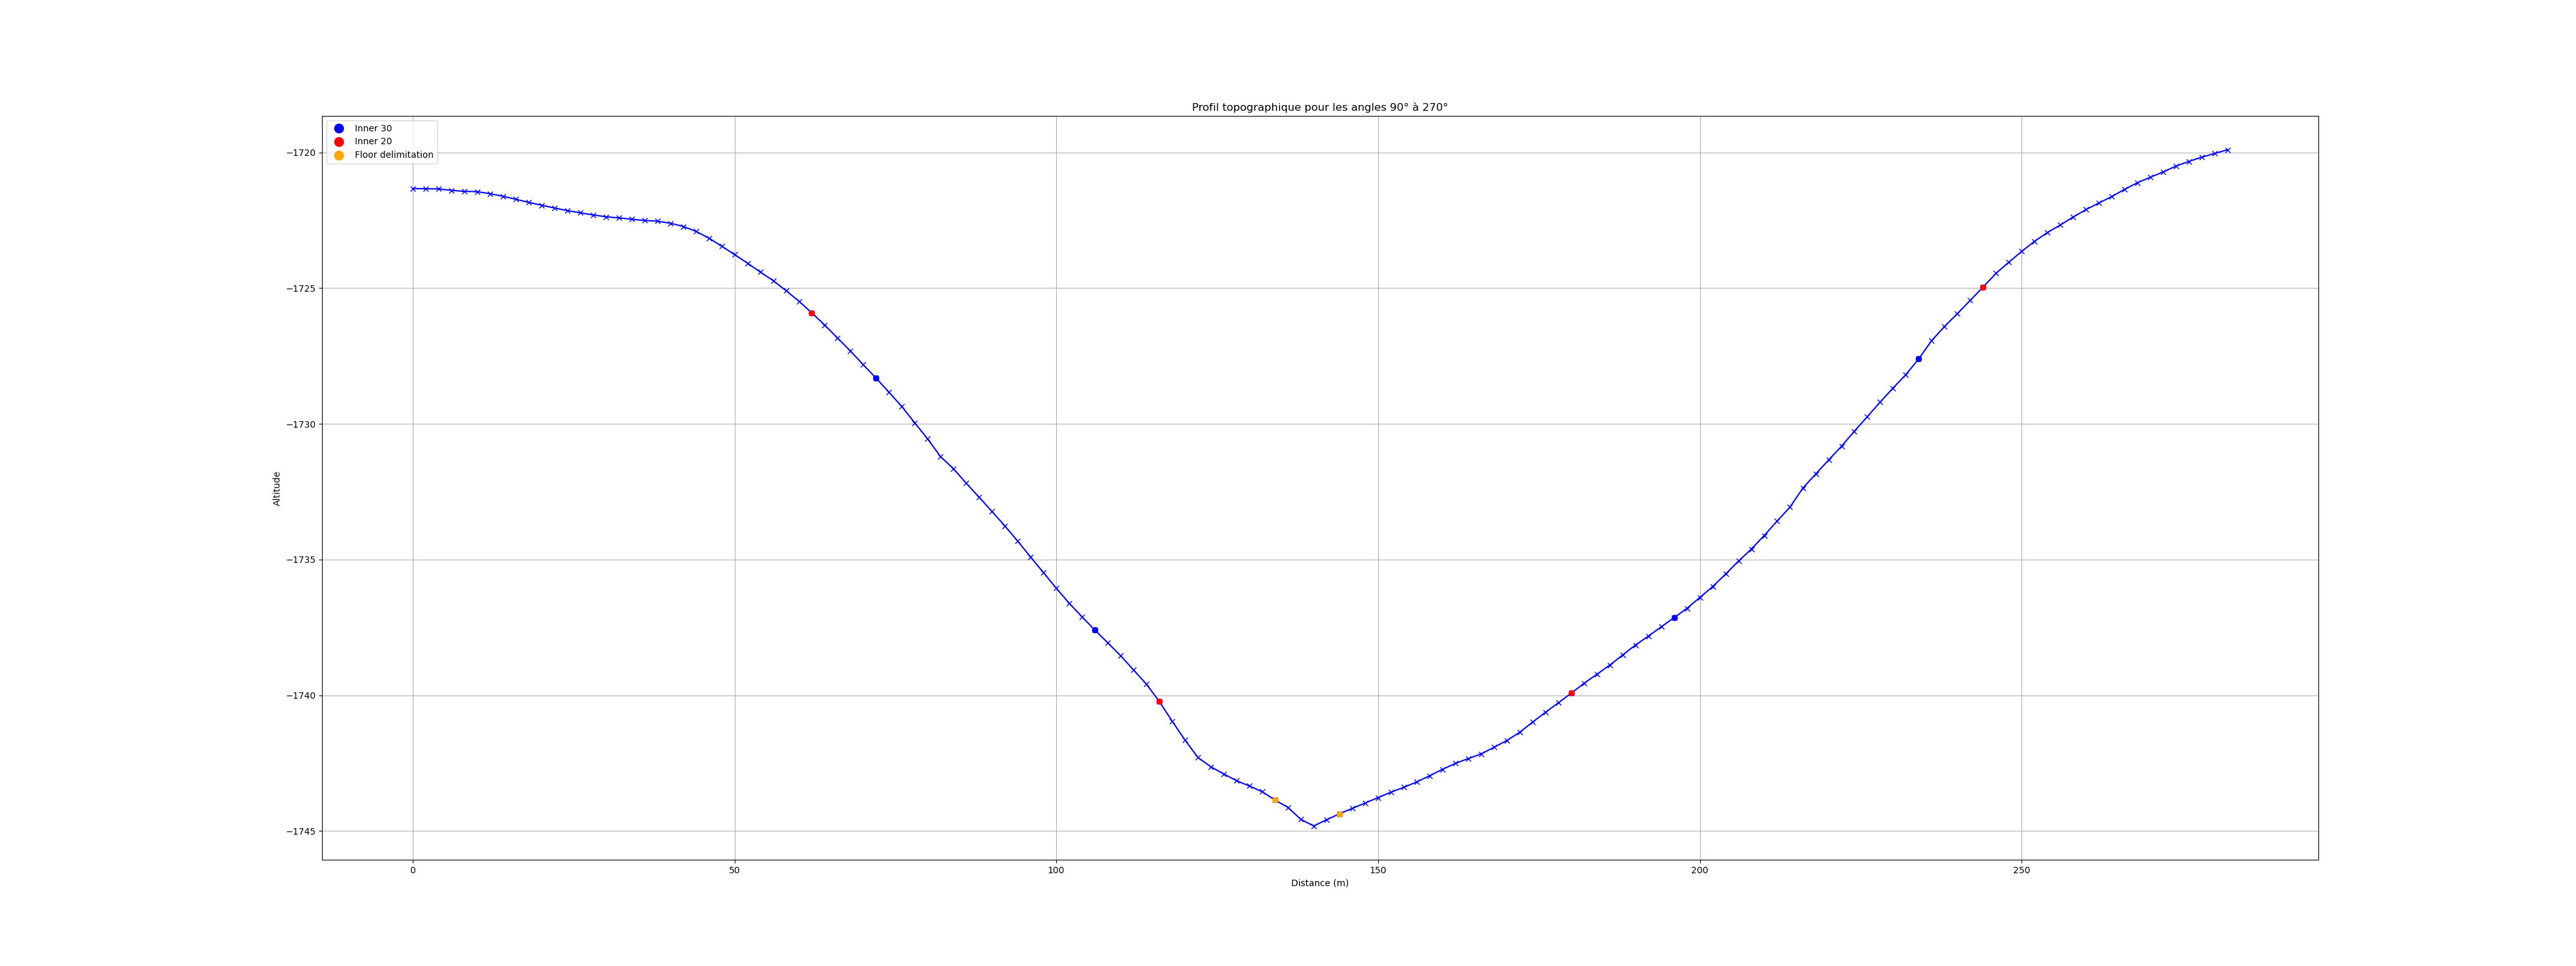 Profil topographique pour les angles 90° à 270°
Inner 30
Inner 20
Floor delimitation
−1720
−1725
−1730
−1735
−1740
−1745
Altitude
0
50
100
150
200
250
Distance (m)